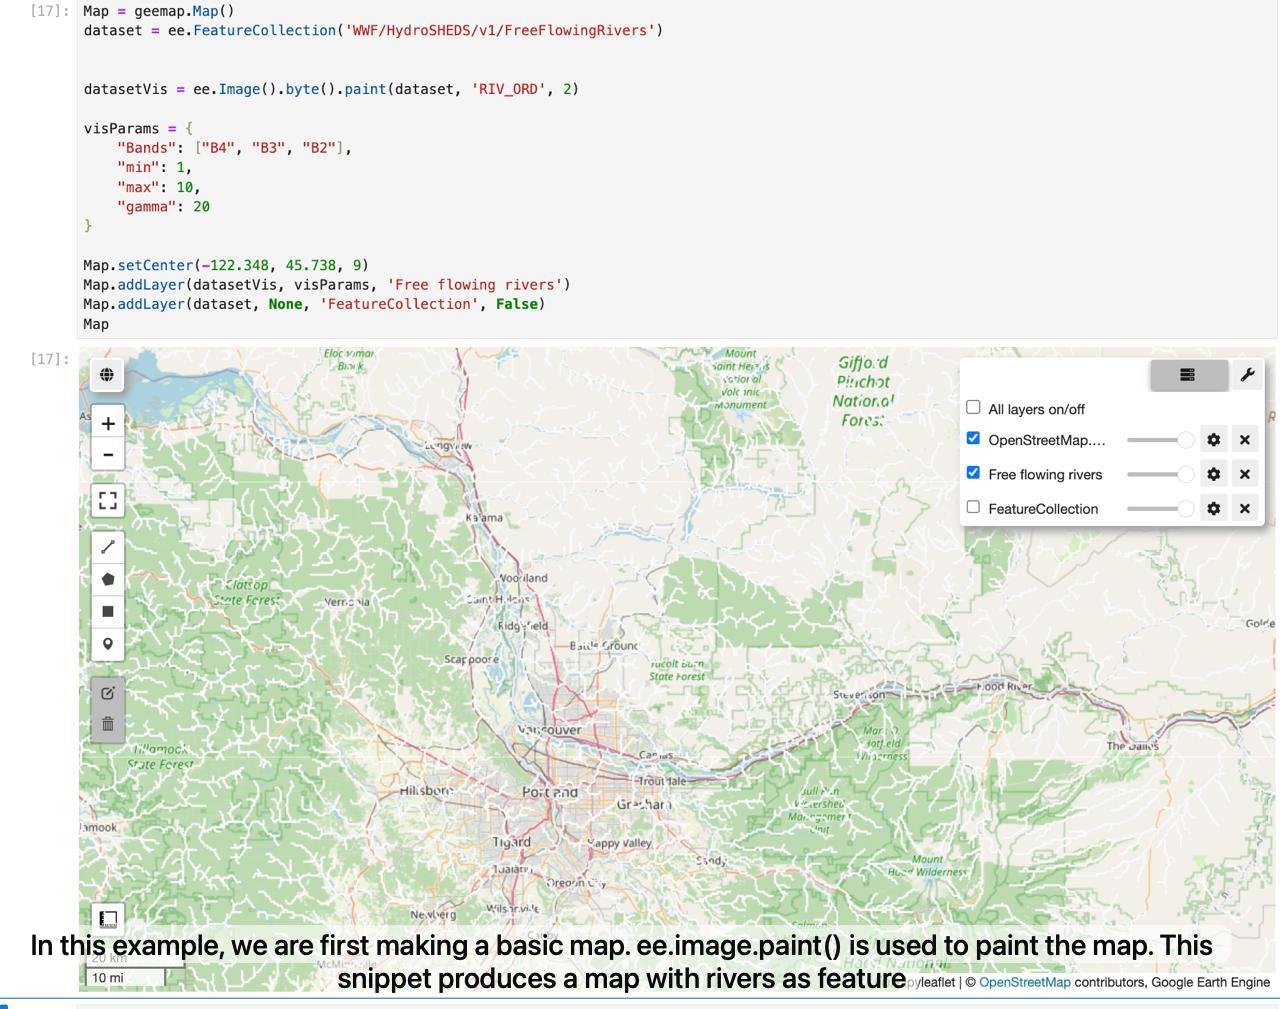 [17]: Map = geemap.Map()
dataset = ee.FeatureCollection('WWF/HydroSHEDS/v1/FreeFlowingRivers')
datasetVis = ee.Image().byte().paint(dataset, 'RIV_ORD', 2)
visParams = {
"Bands": ["B4", "B3", "B2"],
"min": 1,
"max": 10,
"gamma": 20
}
Map.setCenter(-122.348, 45.738, 9)
Map.addLayer(datasetVis, visParams, 'Free flowing rivers')
Map.addLayer(dataset, None, 'FeatureCollection', False)
Map
[17]:
Mount
Saint Helens
National
Volcanic
Monument
Gifford
Pinchot
National
Forest
All layers on/off
OpenStreetMap....
Free flowing rivers
FeatureCollection
+
-
Longview
Kalama
Woodland
Clatsop
State Forest
Vernonia
Saint Helens
Ridgefield
Battle Ground
Scappoose
Yacolt Burn
State Forest
Stevenson
Hood River
Vancouver
Camas
The Dalles
Tillamook
State Forest
Troutdale
Hillsboro
Portland
Gresham
Bull Run
Watershed
Management
Unit
Tigard
Happy Valley
Sandy
Mount
Hood Wilderness
Tualatin
Oregon City
Newberg
Wilsonville
In this example, we are first making a basic map. ee.image.paint() is used to paint the map. This
snippet produces a map with rivers as feature
20 km
10 mi
pyleaflet | © OpenStreetMap contributors, Google Earth Engine